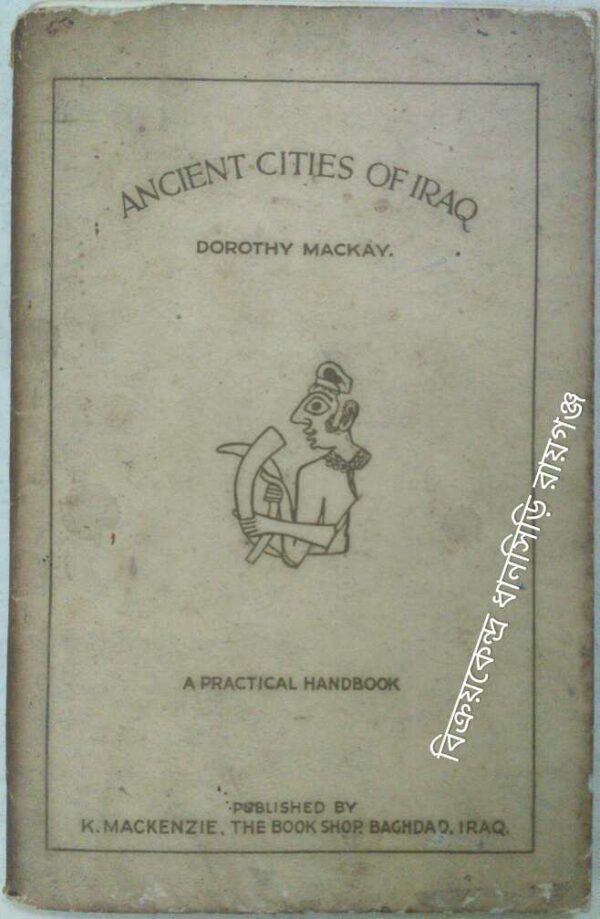 ANCIENT CITIES OF IRAQ
DOROTHY MACKAY.
A PRACTICAL HANDBOOK
PUBLISHED BY
K. MACKENZIE, THE BOOK SHOP, BAGHDAD, IRAQ.
বিক্রয়কেন্দ্র ধানসিড়ি রায়গঞ্জ